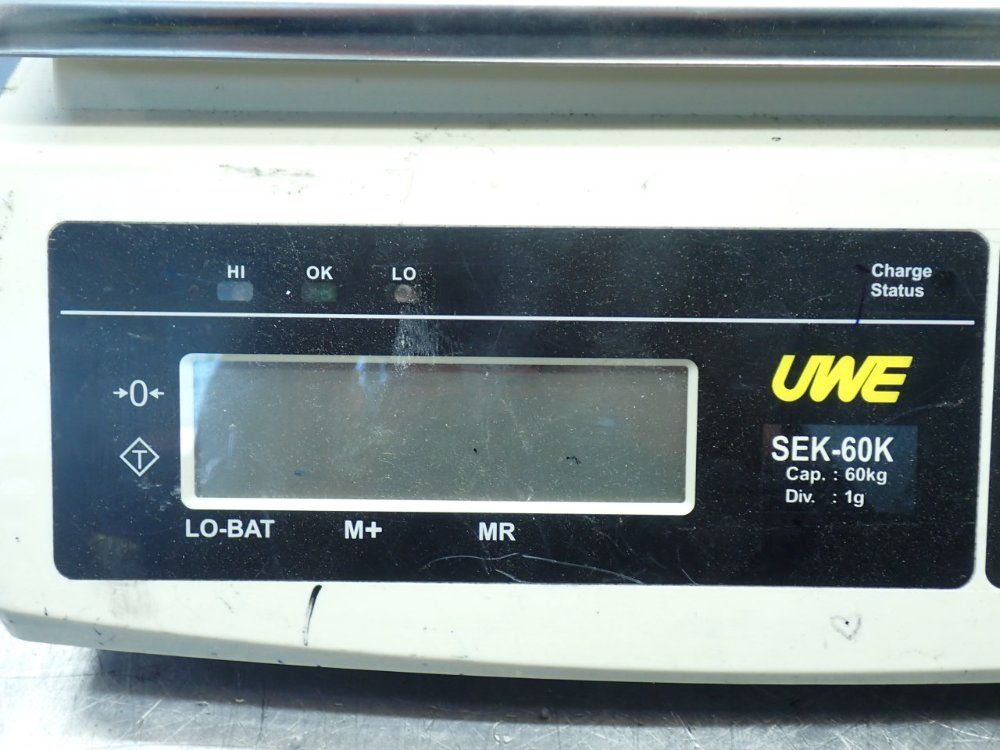 HI OK LO
Charge
Status
→0←
T
UWE
SEK-60K
Cap. : 60kg
Div. : 1g
LO-BAT M+ MR